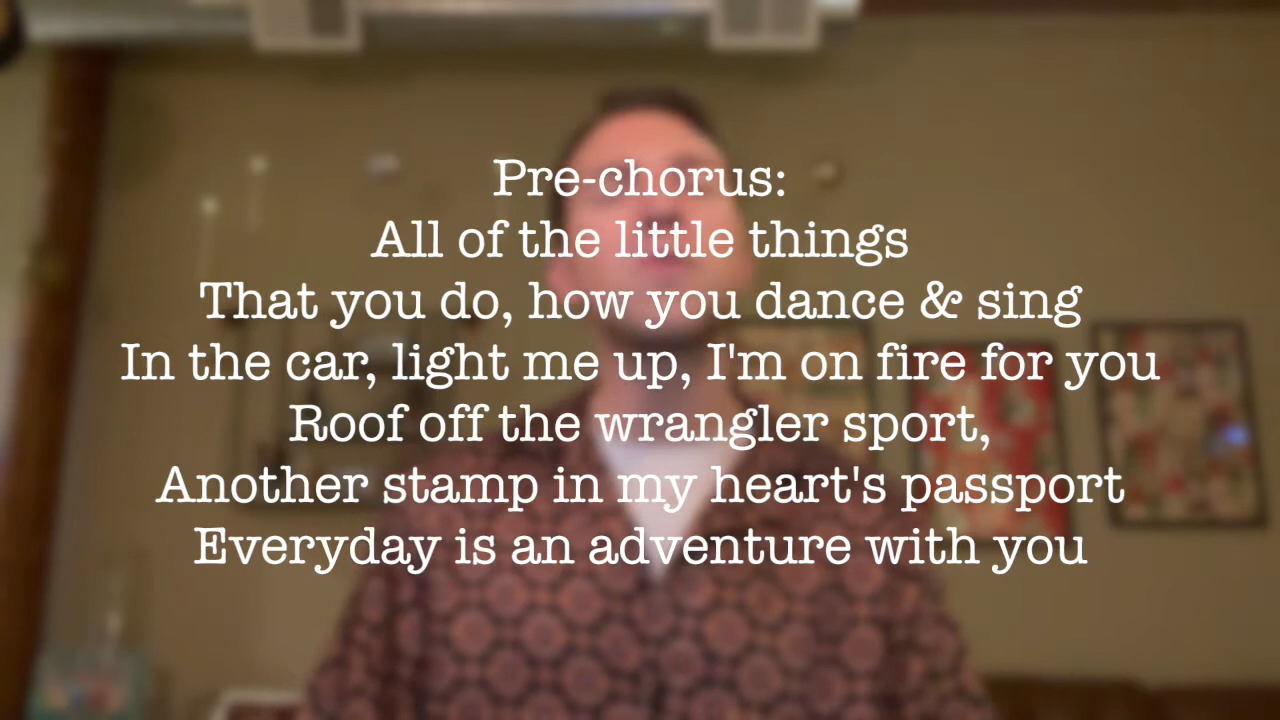 Pre-chorus:
All of the little things
That you do, how you dance & sing
In the car, light me up, I'm on fire for you
Roof off the wrangler sport,
Another stamp in my heart's passport
Everyday is an adventure with you